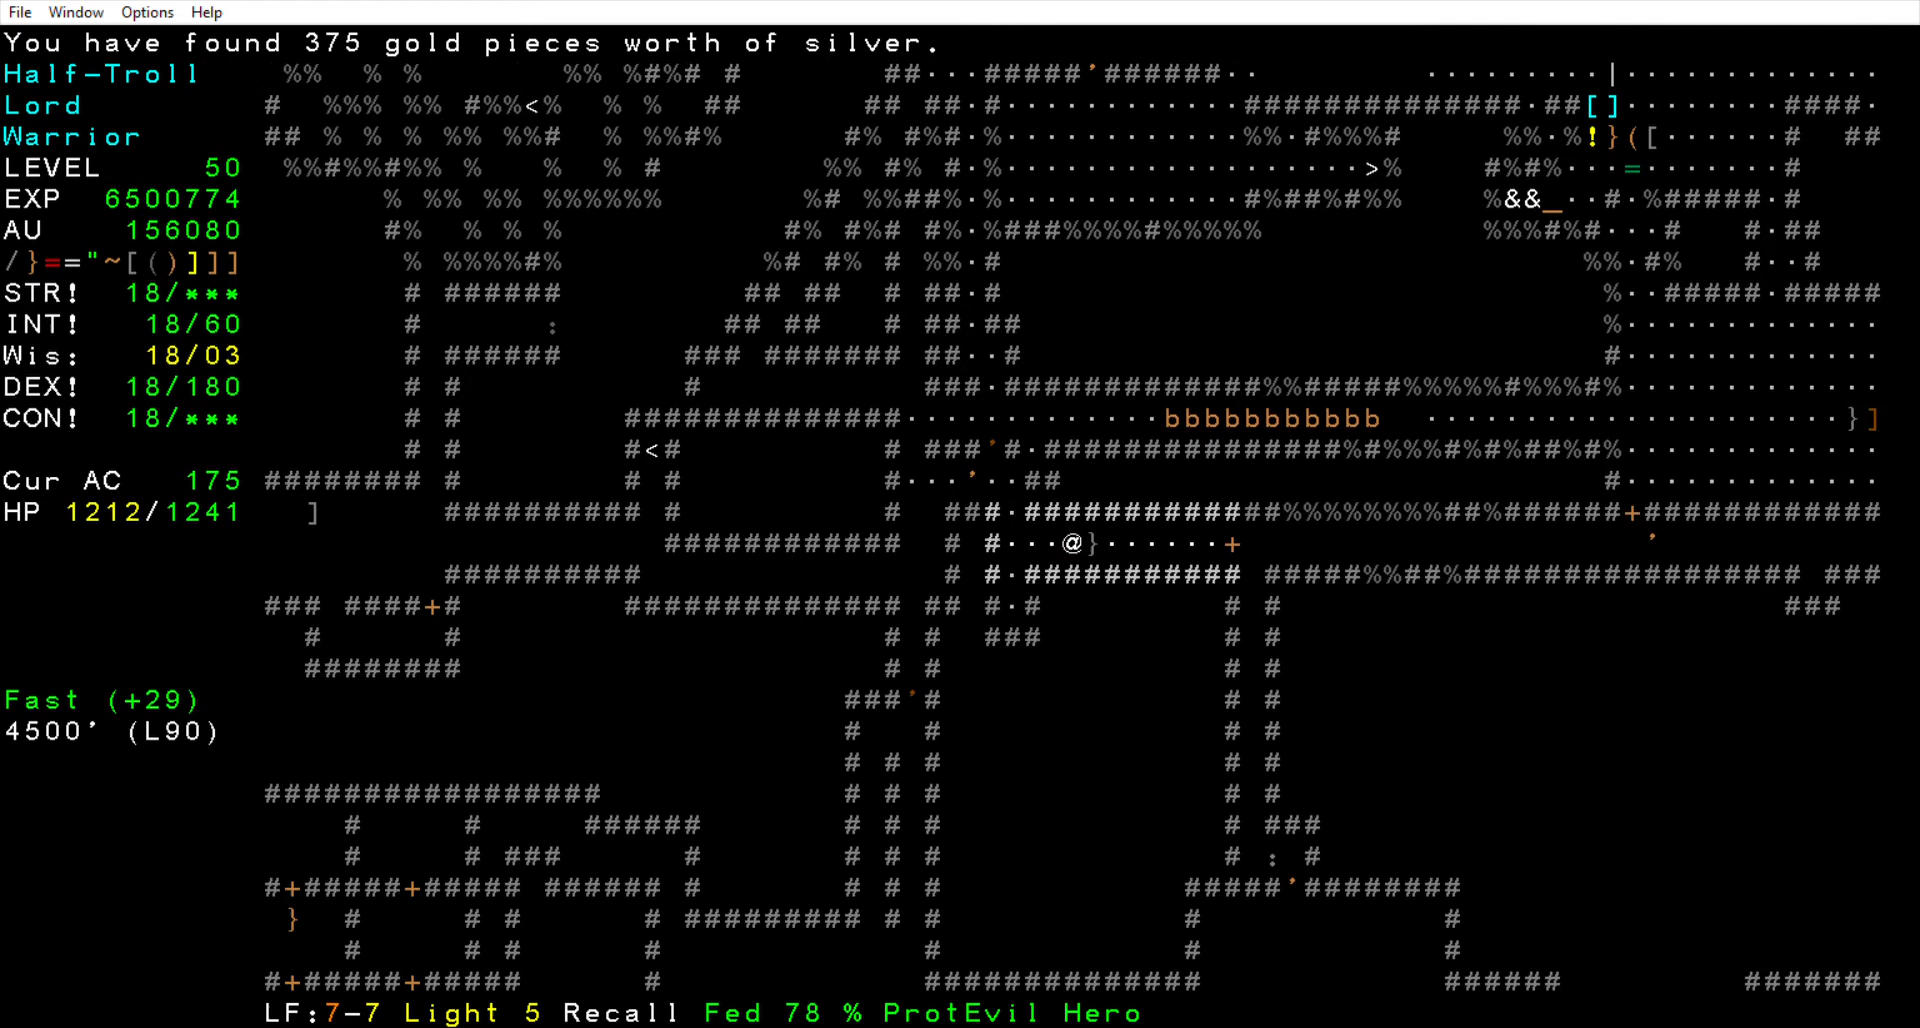 File Window Options Help
You have found 375 gold pieces worth of silver.
Half-Troll %% % % %% %#%# # ##···#####'######·· ·········|·············
Lord # %%% %% #%%<% % % ## ## ##·#············##############·##[]········####·
Warrior ## % % % %% %%# % %%#% #% #%#·%············%%·#%%%# %%·%!}([······# ##
LEVEL 50 %%#%%#%% % % % # %% #% #·%··················>% #%#%···=·······#
EXP 6500774 % %% %% %%%%%% %# %%##%·%············#%##%#%% %&&_··#·%#####·#
AU 156080 #% % % % #% #%# #%·%###%%%%#%%%%% %%%#%#···# #·##
/}=="~[()]]] % %%%%#% %# #% # %%·# %%·#% #··#
STR! 18/*** # ###### ## ## # ##·# %··#####·#####
INT! 18/60 # : ## ## # ##·## %·············
Wis: 18/03 # ###### ### ####### ##··# #·············
DEX! 18/180 # # # ###·#############%%#####%%%%%#%%%#%·············
CON! 18/*** # # ##############·············bbbbbbbbbbb ·····················}]
# # #<# # ###'#·###############%#%%%#%%#%##%#%·············
Cur AC 175 ######## # # # #···'··## #·············
HP 1212/1241 ] ########## # # ###·#############%%%%%%%%##%######+############
############ # #···@}······+ '
########## # #·########### #####%%##%################# ###
### ####+# ############## ## #·# # # ###
# # # # ### # #
######## # # # #
Fast (+29) ###'# # #
4500' (L90) # # # #
# # # # #
################# # # # # #
# # ###### # # # # ###
# # ### # # # # # : #
#+#####+##### ###### # # # # #####'########
} # # # # ######### # # # #
# # # # # # #
#+#####+##### # ############## ###### #######
LF:7-7 Light 5 Recall Fed 78 % ProtEvil Hero